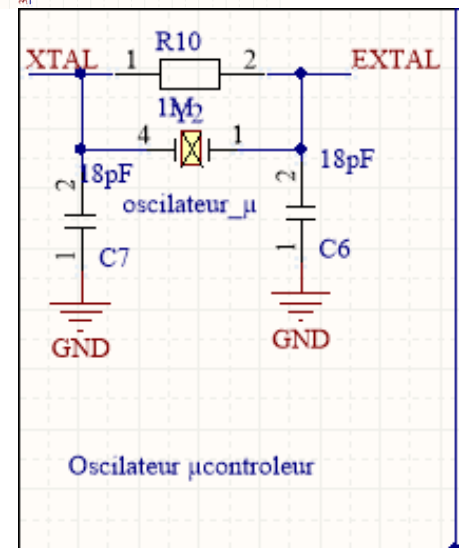 R10
XTAL 1 2 EXTAL
1M
Y2
4 1
18pF 18pF
2 2
oscilateur_µ
1 1
C7 C6
GND GND
Oscilateur µcontroleur